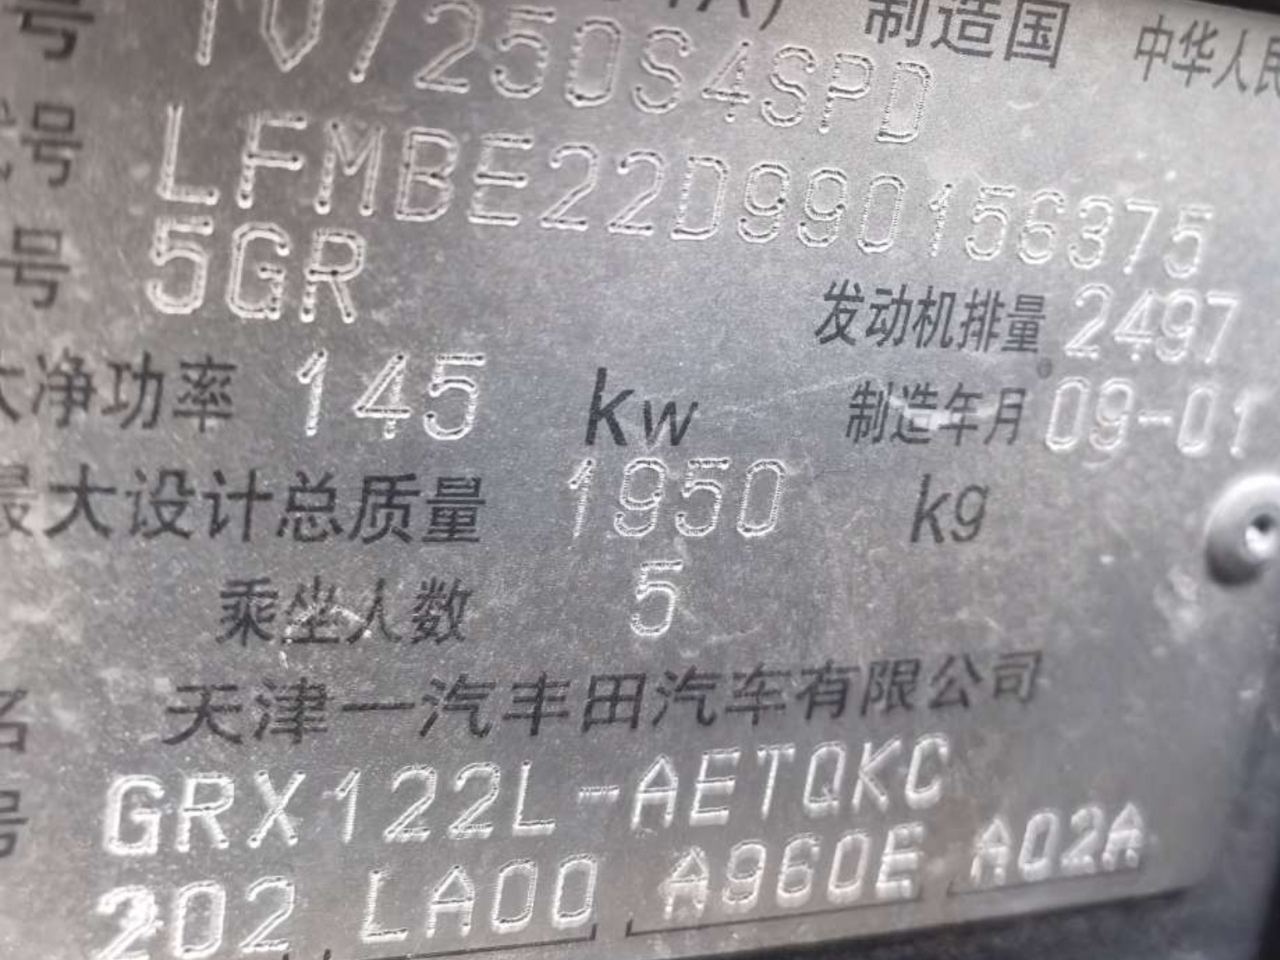 制造国 中华人民
号 TV7250S4SPD
号 LFMBE22D990156375
号 5GR 发动机排量 2497
大净功率 145 kw 制造年月 09-01
最大设计总质量 1950 kg
乘坐人数 5
名 天津一汽丰田汽车有限公司
号 GRX122L-AETQKC
202 LA00 A960E A02A